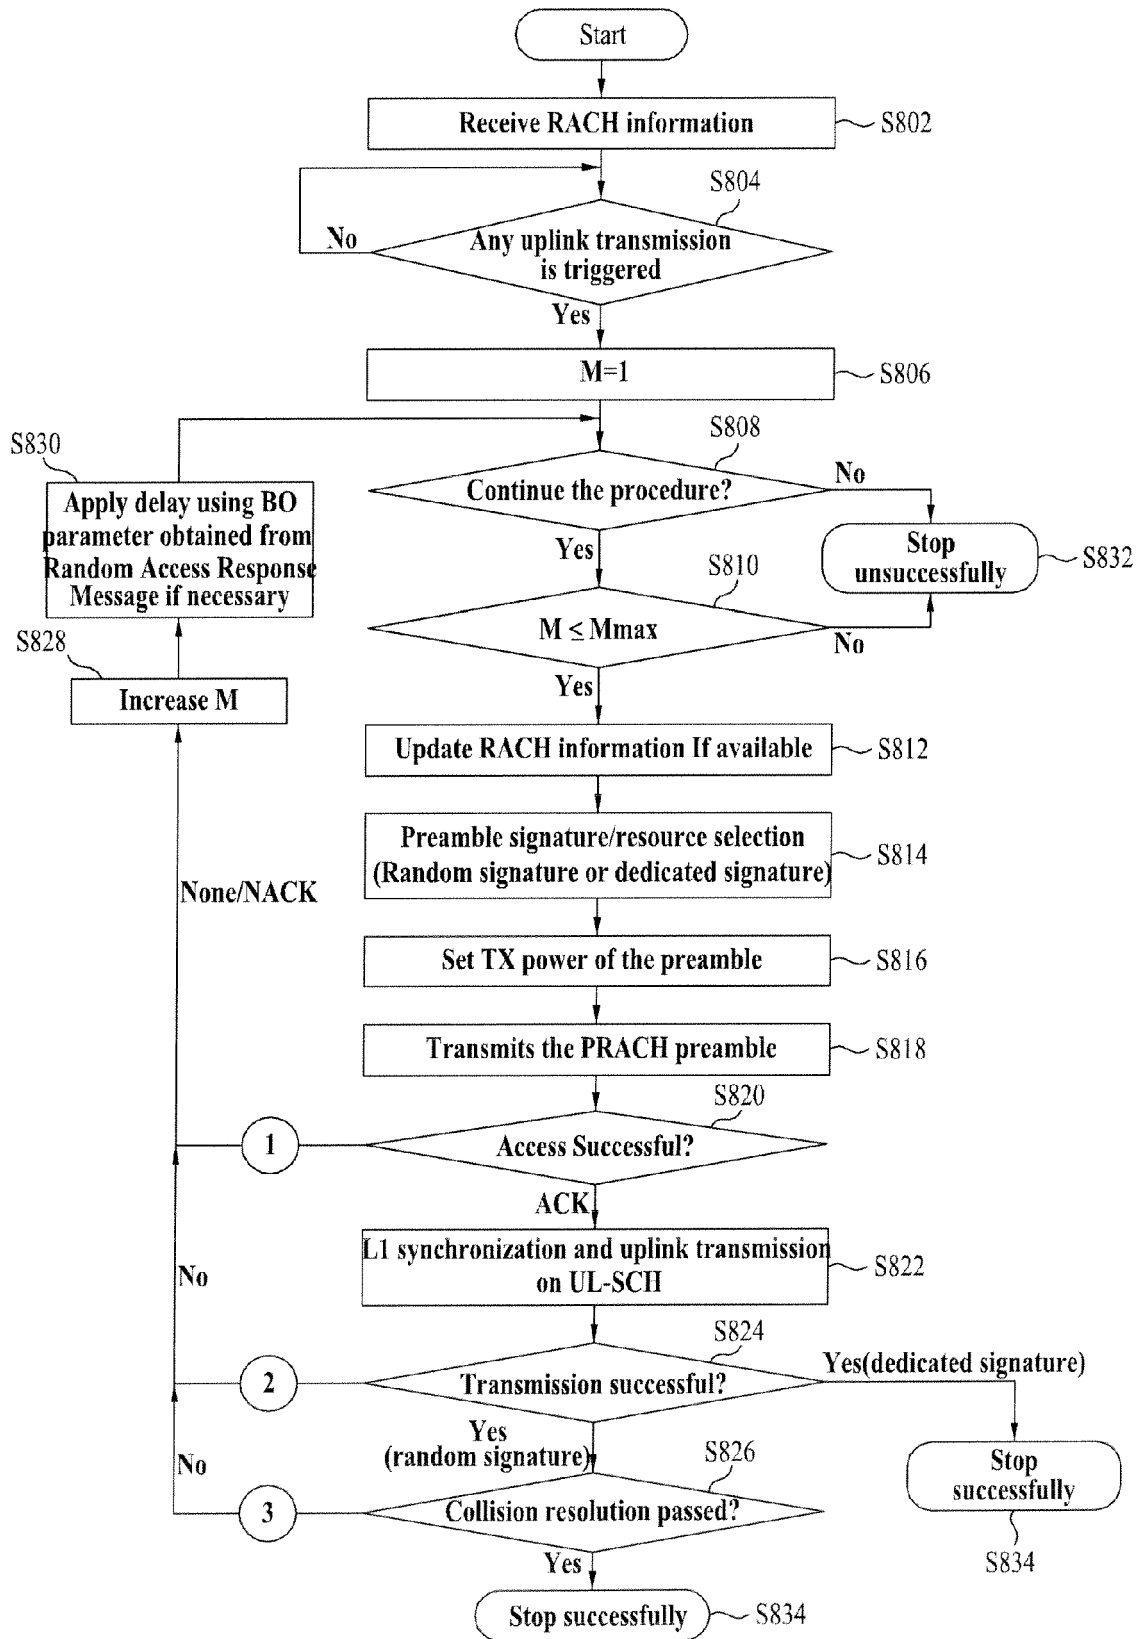 Start
Receive RACH information
S802
S804
No
Any uplink transmission
is triggered
Yes
M=1
S806
S830
S808
Apply delay using BO
parameter obtained from
Random Access Response
Message if necessary
Continue the procedure?
No
Stop
unsuccessfully
S832
Yes
S810
M ≤ Mmax
No
S828
Increase M
Yes
Update RACH information If available
S812
Preamble signature/resource selection
(Random signature or dedicated signature)
S814
None/NACK
Set TX power of the preamble
S816
Transmits the PRACH preamble
S818
S820
1
Access Successful?
ACK
L1 synchronization and uplink transmission
on UL-SCH
S822
No
S824
2
Transmission successful?
Yes(dedicated signature)
Yes
(random signature)
No
S826
Stop
successfully
3
Collision resolution passed?
S834
Yes
Stop successfully
S834